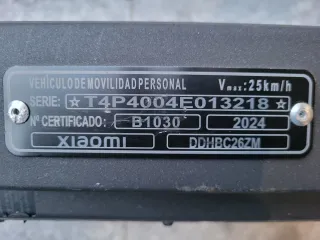 VEHÍCULO DE MOVILIDAD PERSONAL Vmax:25km/h
SERIE: ☆T4P4004E013218☆
Nº CERTIFICADO: B1030 2024
xiaomi DDHBC26ZM